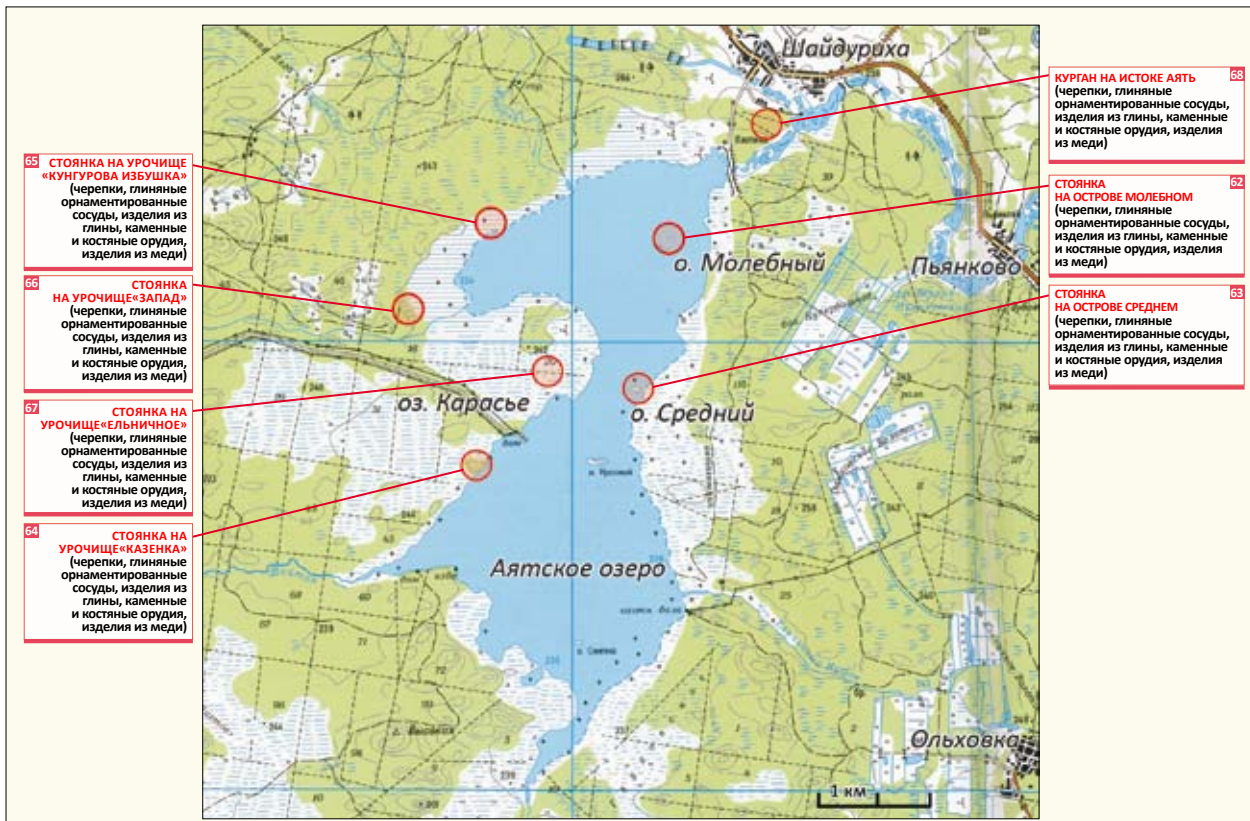 65 СТОЯНКА НА УРОЧИЩЕ
«КУНГУРОВА ИЗБУШКА»
(черепки, глиняные
орнаментированные
сосуды, изделия из
глины, каменные
и костяные орудия,
изделия из меди)
66 СТОЯНКА
НА УРОЧИЩЕ«ЗАПАД»
(черепки, глиняные
орнаментированные
сосуды, изделия из
глины, каменные
и костяные орудия,
изделия из меди)
67 СТОЯНКА НА
УРОЧИЩЕ«ЕЛЬНИЧНОЕ»
(черепки, глиняные
орнаментированные
сосуды, изделия из
глины, каменные
и костяные орудия,
изделия из меди)
64 СТОЯНКА НА
УРОЧИЩЕ«КАЗЕНКА»
(черепки, глиняные
орнаментированные
сосуды, изделия из
глины, каменные
и костяные орудия,
изделия из меди)
Шайдуриха
о. Молебный
Пьянково
оз. Карасье
о. Средний
Аятское озеро
Ольховка
1 км
КУРГАН НА ИСТОКЕ АЯТЬ 68
(черепки, глиняные
орнаментированные сосуды,
изделия из глины, каменные
и костяные орудия, изделия
из меди)
СТОЯНКА 62
НА ОСТРОВЕ МОЛЕБНОМ
(черепки, глиняные
орнаментированные сосуды,
изделия из глины, каменные
и костяные орудия, изделия
из меди)
СТОЯНКА 63
НА ОСТРОВЕ СРЕДНЕМ
(черепки, глиняные
орнаментированные сосуды,
изделия из глины, каменные
и костяные орудия, изделия
из меди)